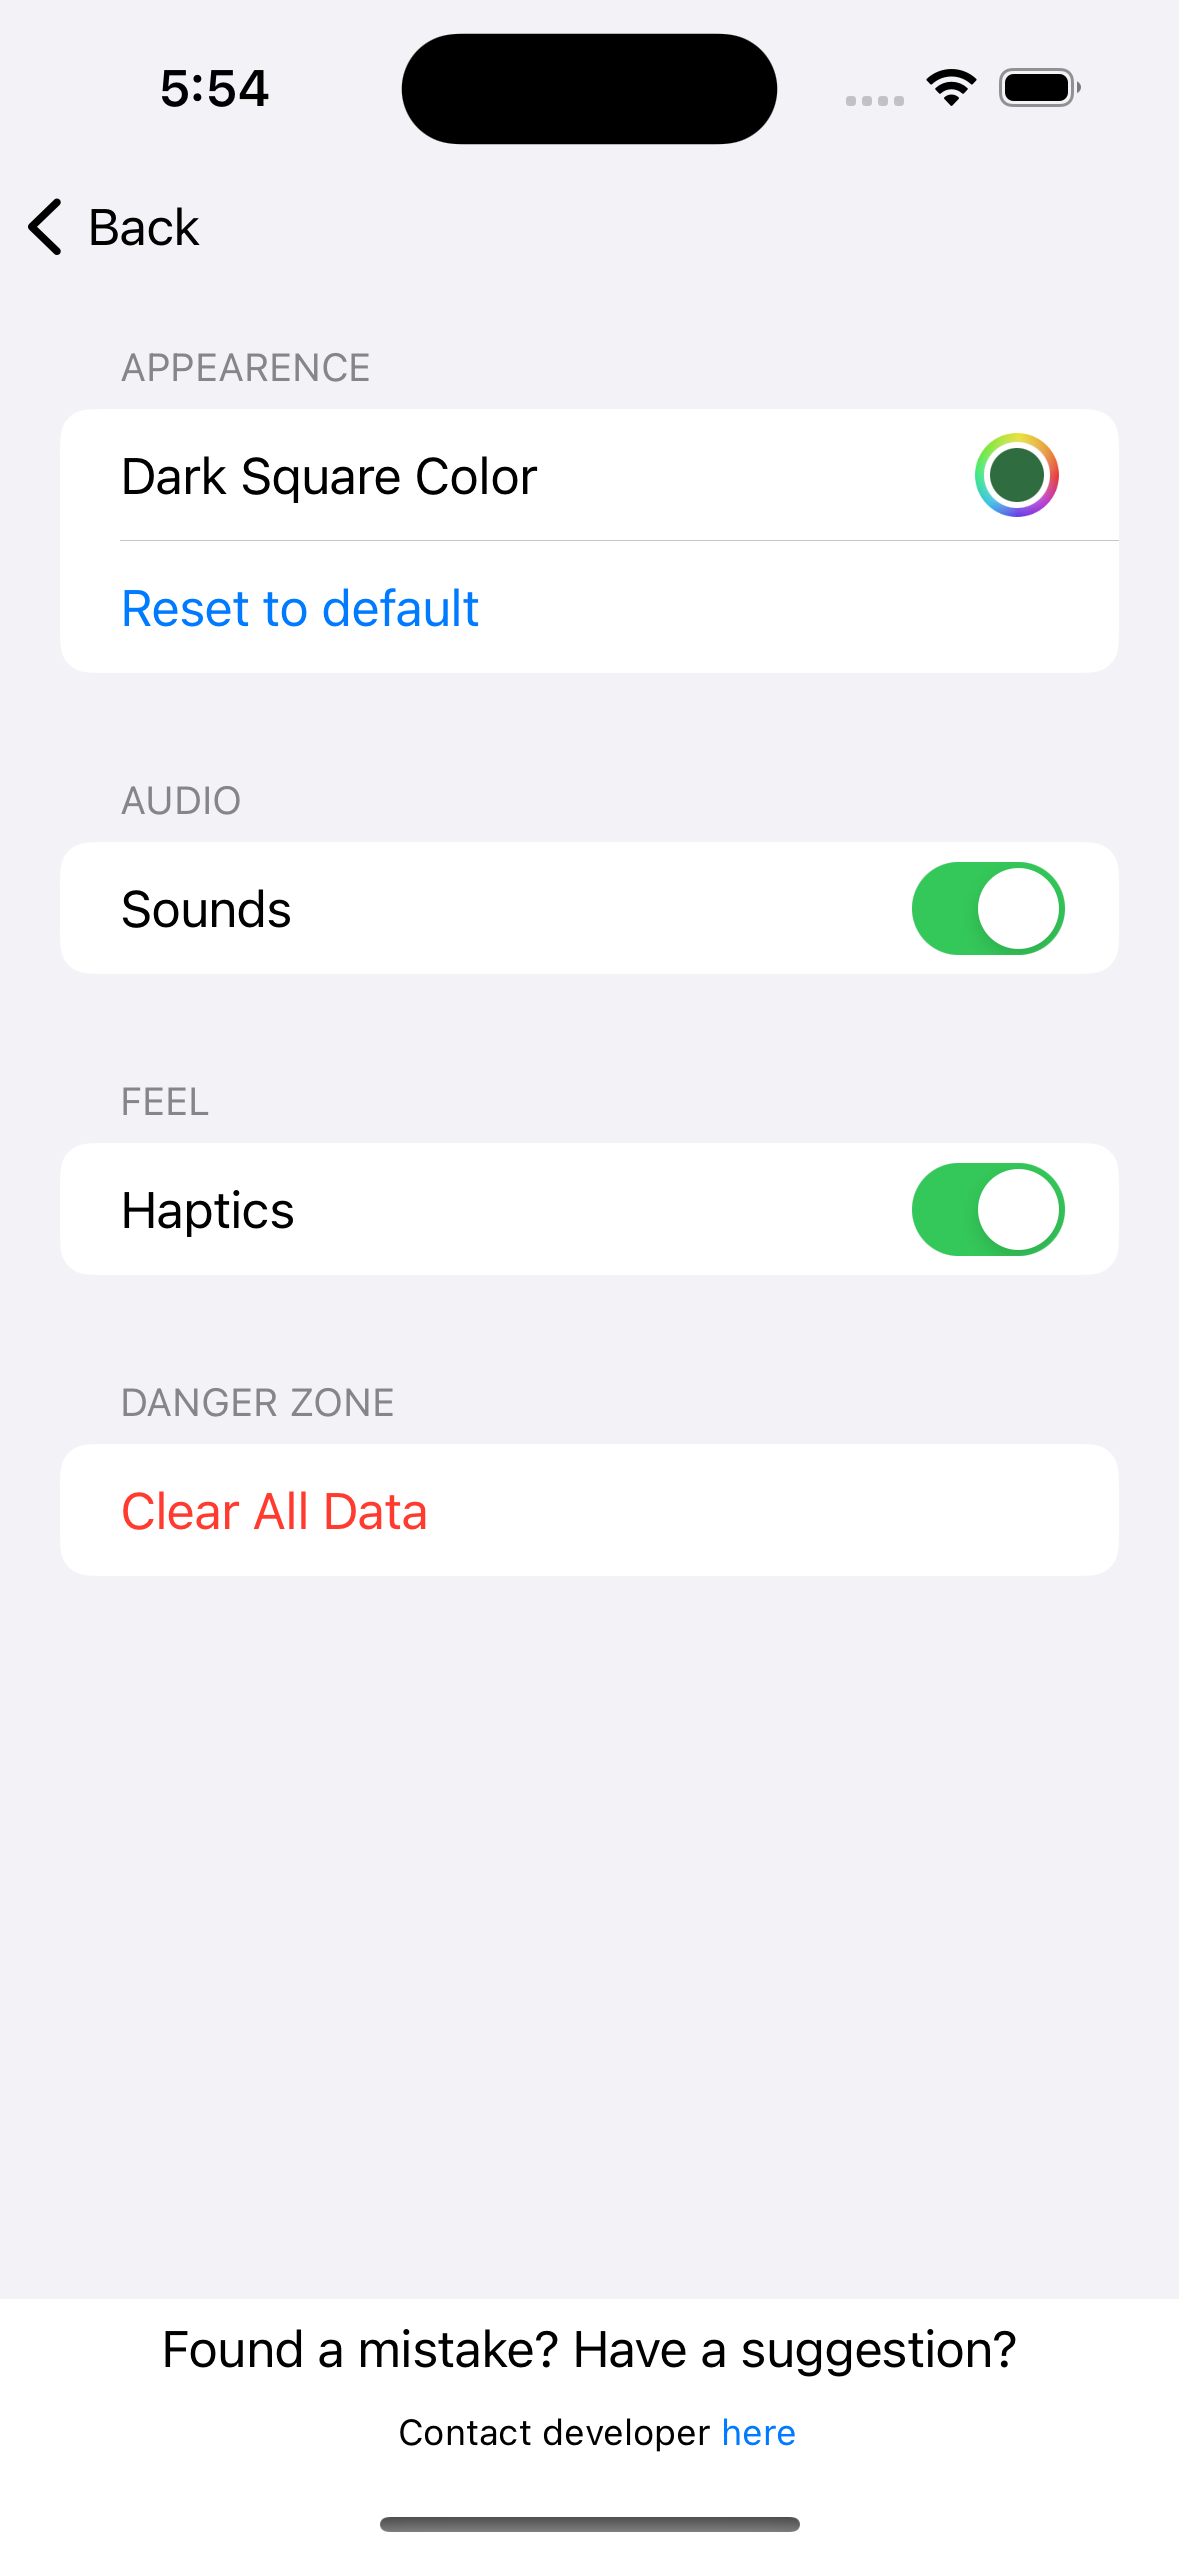 5:54
Back
APPEARENCE
Dark Square Color
Reset to default
AUDIO
Sounds
FEEL
Haptics
DANGER ZONE
Clear All Data
Found a mistake? Have a suggestion?
Contact developer here